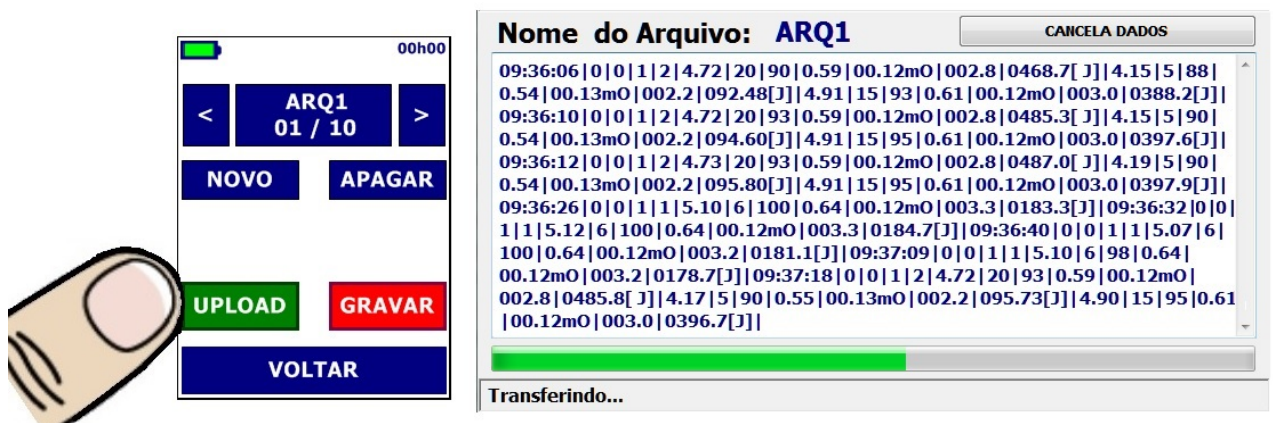 00h00
<
ARQ1
01 / 10
>
NOVO
APAGAR
UPLOAD
GRAVAR
VOLTAR
Nome do Arquivo: ARQ1
CANCELA DADOS
09:36:06|0|0|1|2|4.72|20|90|0.59|00.12mO|002.8|0468.7[ J]|4.15|5|88|
0.54|00.13mO|002.2|092.48[J]|4.91|15|93|0.61|00.12mO|003.0|0388.2[J]|
09:36:10|0|0|1|2|4.72|20|93|0.59|00.12mO|002.8|0485.3[ J]|4.15|5|90|
0.54|00.13mO|002.2|094.60[J]|4.91|15|95|0.61|00.12mO|003.0|0397.6[J]|
09:36:12|0|0|1|2|4.73|20|93|0.59|00.12mO|002.8|0487.0[ J]|4.19|5|90|
0.54|00.13mO|002.2|095.80[J]|4.91|15|95|0.61|00.12mO|003.0|0397.9[J]|
09:36:26|0|0|1|1|5.10|6|100|0.64|00.12mO|003.3|0183.3[J]|09:36:32|0|0|
1|1|5.12|6|100|0.64|00.12mO|003.3|0184.7[J]|09:36:40|0|0|1|1|5.07|6|
100|0.64|00.12mO|003.2|0181.1[J]|09:37:09|0|0|1|1|5.10|6|98|0.64|
00.12mO|003.2|0178.7[J]|09:37:18|0|0|1|2|4.72|20|93|0.59|00.12mO|
002.8|0485.8[ J]|4.17|5|90|0.55|00.13mO|002.2|095.73[J]|4.90|15|95|0.61
|00.12mO|003.0|0396.7[J]|
Transferindo...